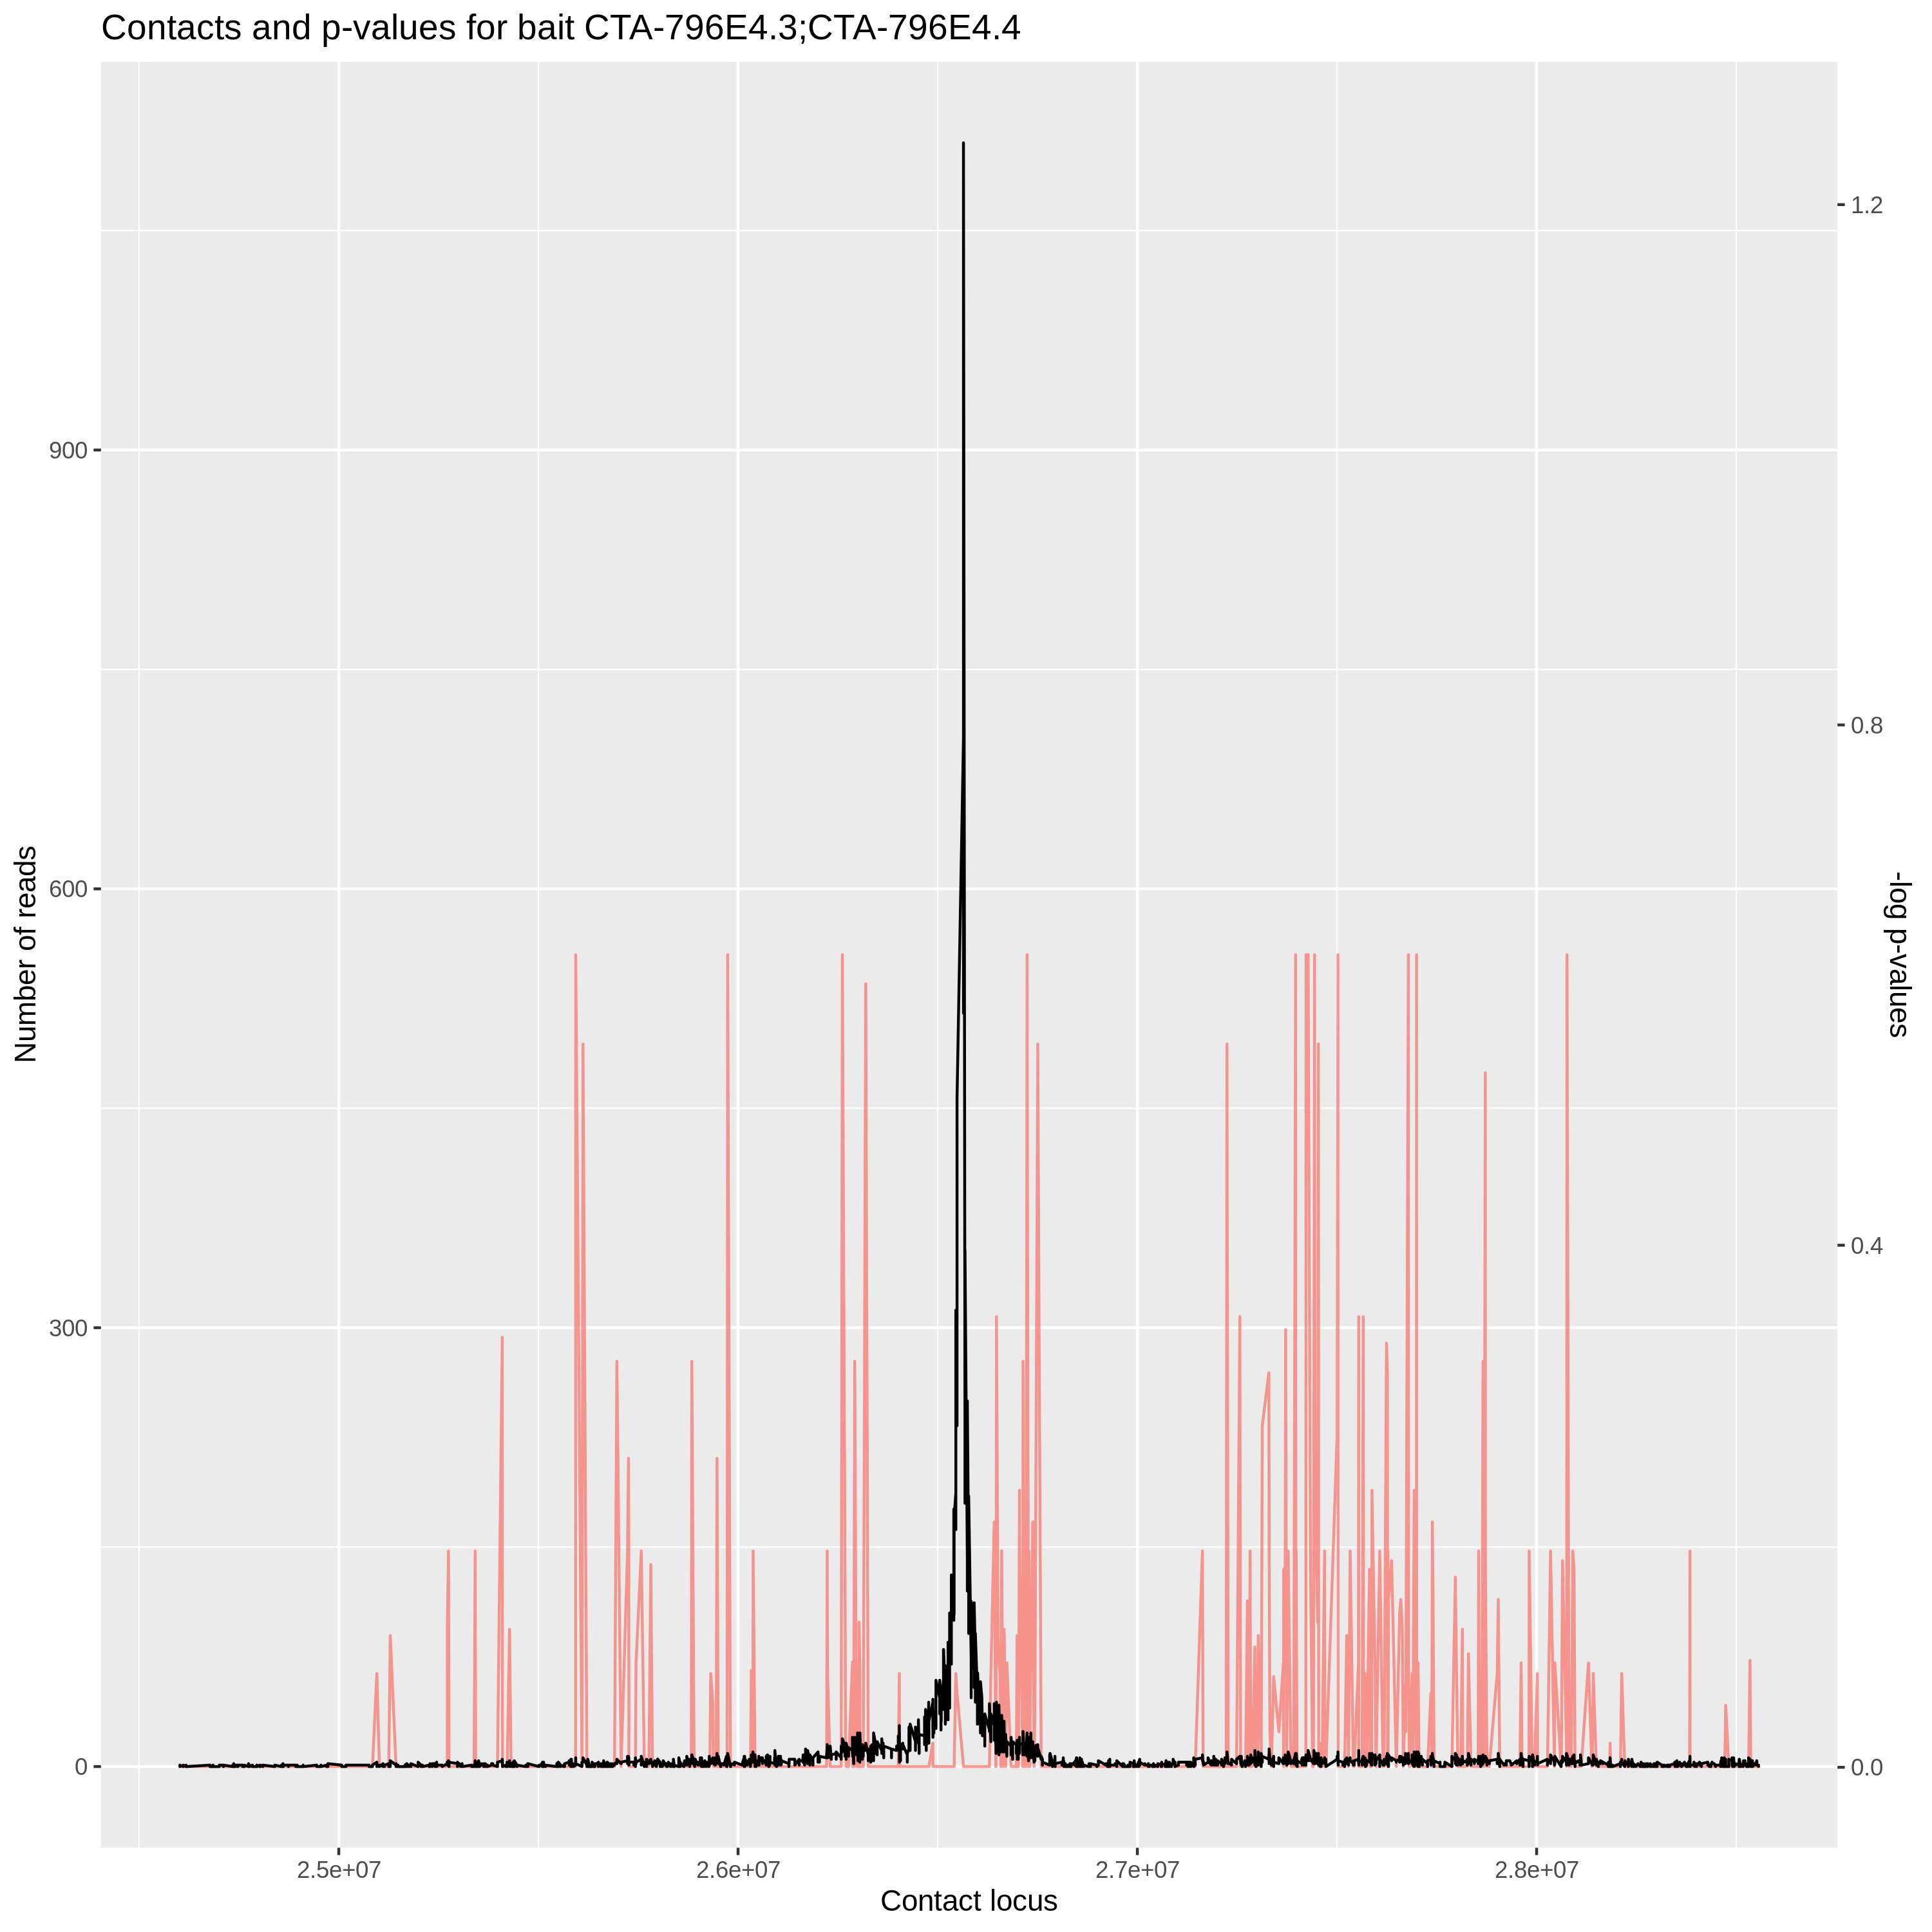 Contacts and p-values for bait CTA-796E4.3;CTA-796E4.4
1.2
900
0.8
Number of reads
600
-log p-values
0.4
300
0
0.0
2.5e+07
2.6e+07
2.7e+07
2.8e+07
Contact locus